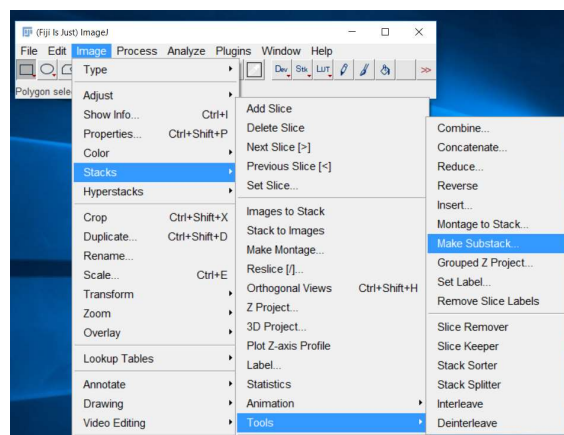 (Fiji Is Just) ImageJ
File Edit Image Process Analyze Plugins Window Help
Dev Stk LUT >>
Polygon sele
Type
Adjust
Show Info... Ctrl+I
Properties... Ctrl+Shift+P
Color
Stacks
Hyperstacks
Crop Ctrl+Shift+X
Duplicate... Ctrl+Shift+D
Rename...
Scale... Ctrl+E
Transform
Zoom
Overlay
Lookup Tables
Annotate
Drawing
Video Editing
Add Slice
Delete Slice
Next Slice [>]
Previous Slice [<]
Set Slice...
Images to Stack
Stack to Images
Make Montage...
Reslice [/]...
Orthogonal Views Ctrl+Shift+H
Z Project...
3D Project...
Plot Z-axis Profile
Label...
Statistics
Animation
Tools
Combine...
Concatenate...
Reduce...
Reverse
Insert...
Montage to Stack...
Make Substack...
Grouped Z Project...
Set Label...
Remove Slice Labels
Slice Remover
Slice Keeper
Stack Sorter
Stack Splitter
Interleave
Deinterleave